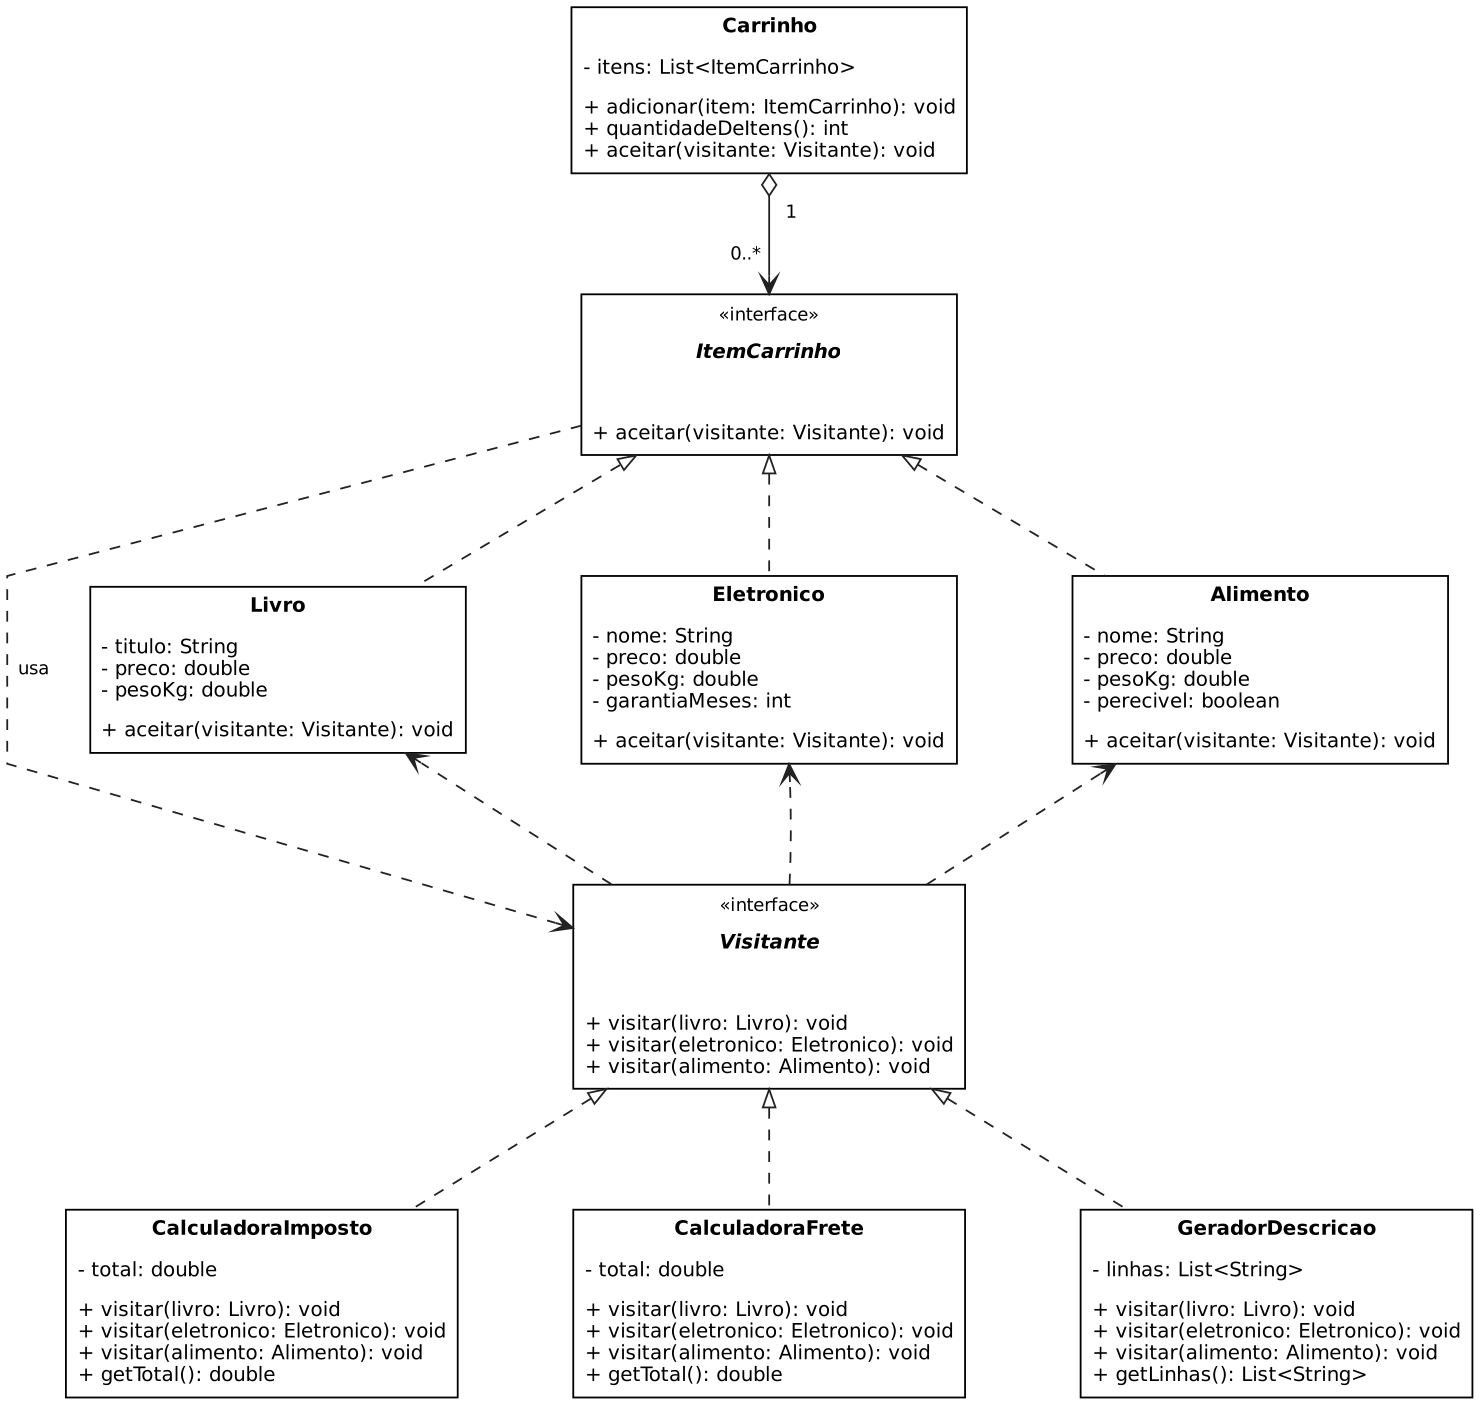 Carrinho
- itens: List<ItemCarrinho>
+ adicionar(item: ItemCarrinho): void
+ quantidadeDeItens(): int
+ aceitar(visitante: Visitante): void
1
0..*
«interface»
ItemCarrinho
+ aceitar(visitante: Visitante): void
usa
Livro
- titulo: String
- preco: double
- pesoKg: double
+ aceitar(visitante: Visitante): void
Eletronico
- nome: String
- preco: double
- pesoKg: double
- garantiaMeses: int
+ aceitar(visitante: Visitante): void
Alimento
- nome: String
- preco: double
- pesoKg: double
- perecivel: boolean
+ aceitar(visitante: Visitante): void
«interface»
Visitante
+ visitar(livro: Livro): void
+ visitar(eletronico: Eletronico): void
+ visitar(alimento: Alimento): void
CalculadoraImposto
- total: double
+ visitar(livro: Livro): void
+ visitar(eletronico: Eletronico): void
+ visitar(alimento: Alimento): void
+ getTotal(): double
CalculadoraFrete
- total: double
+ visitar(livro: Livro): void
+ visitar(eletronico: Eletronico): void
+ visitar(alimento: Alimento): void
+ getTotal(): double
GeradorDescricao
- linhas: List<String>
+ visitar(livro: Livro): void
+ visitar(eletronico: Eletronico): void
+ visitar(alimento: Alimento): void
+ getLinhas(): List<String>